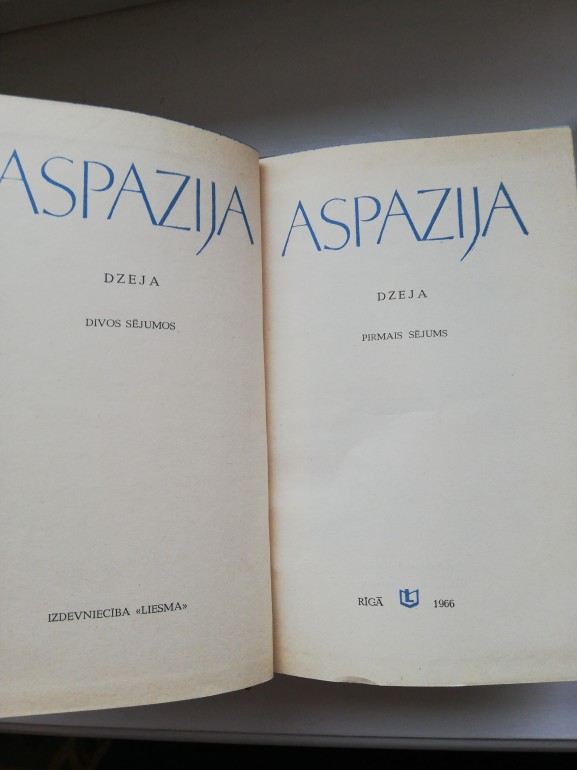 ASPAZIJA
DZEJA
DIVOS SĒJUMOS
IZDEVNIECĪBA «LIESMA»
ASPAZIJA
DZEJA
PIRMAIS SĒJUMS
RĪGĀ L 1966